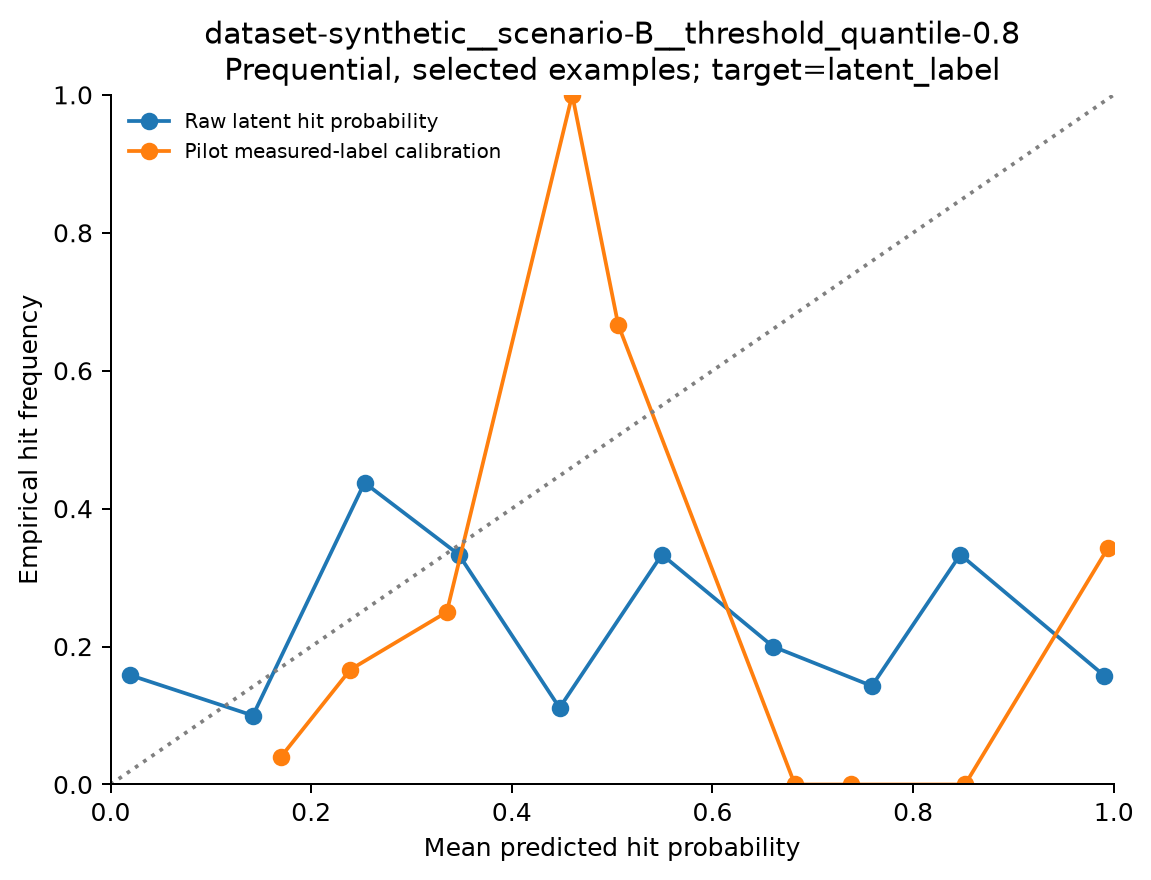 dataset-synthetic__scenario-B__threshold_quantile-0.8
Prequential, selected examples; target=latent_label
Raw latent hit probability
Pilot measured-label calibration
Empirical hit frequency
1.0
0.8
0.6
0.4
0.2
0.0
0.0 0.2 0.4 0.6 0.8 1.0
Mean predicted hit probability